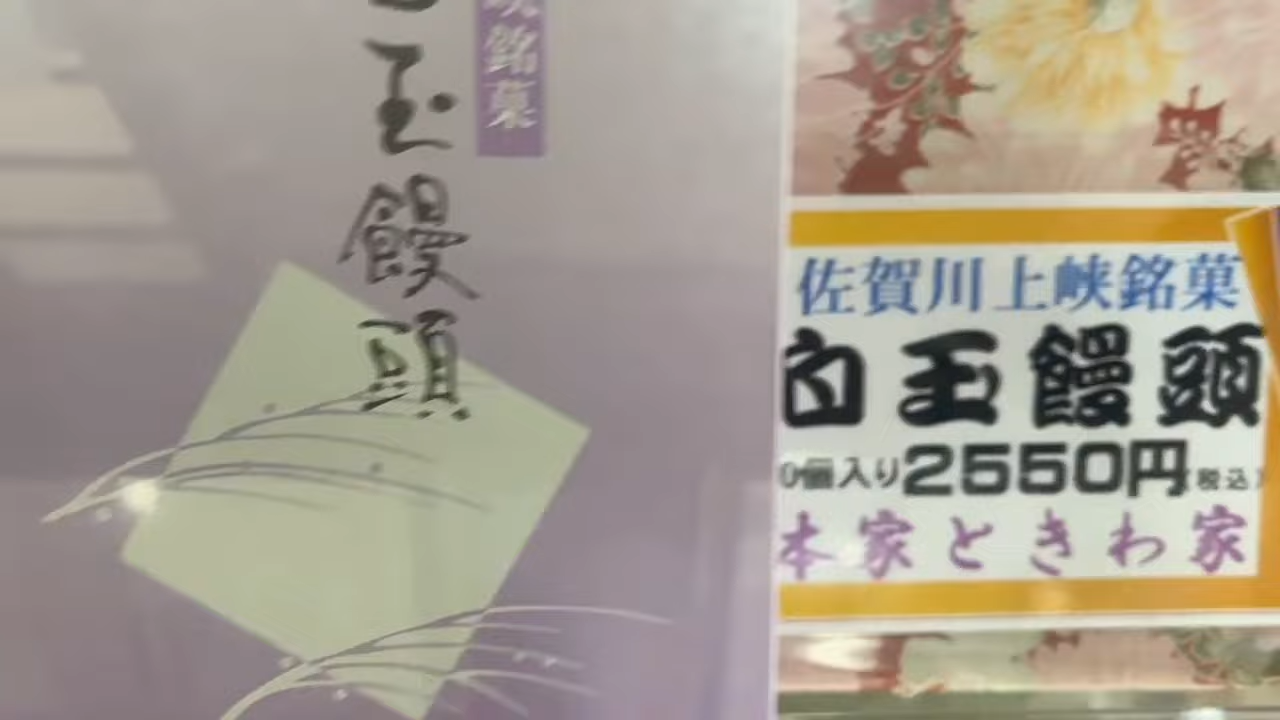 銘菓
玉饅頭
佐賀川上峡銘菓
白玉饅頭
0個入り2550円(税込)
本家ときわ家